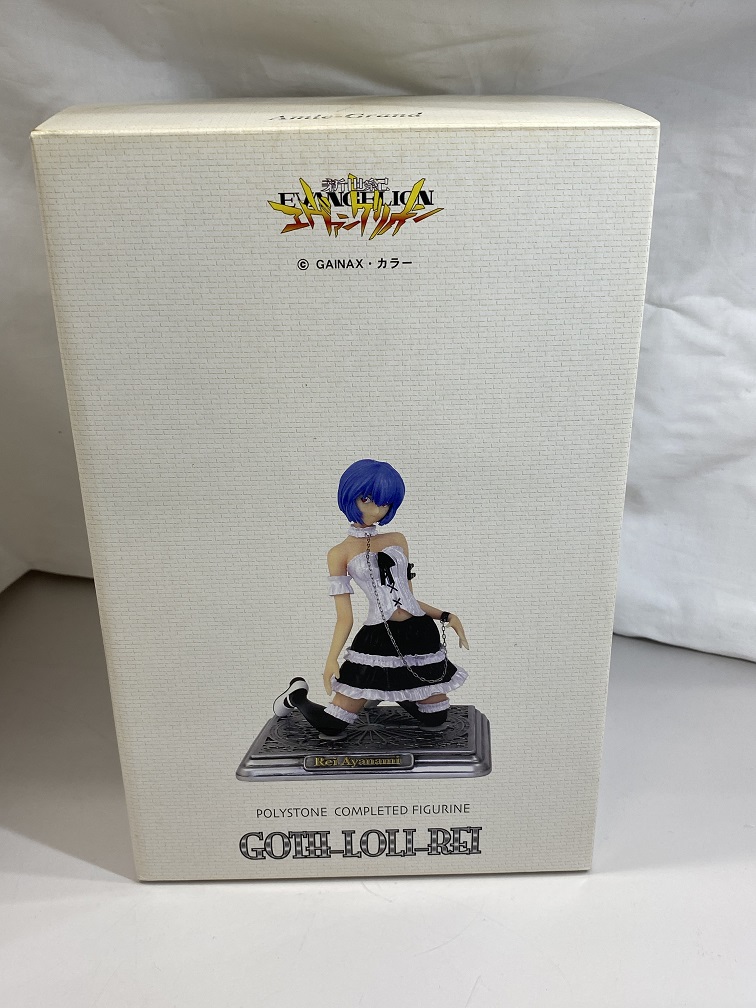 Amie-Grand
新世紀
EVANGELION
エヴァンゲリオン
© GAINAX・カラー
Rei Ayanami
POLYSTONE COMPLETED FIGURINE
GOTH-LOLI-REI